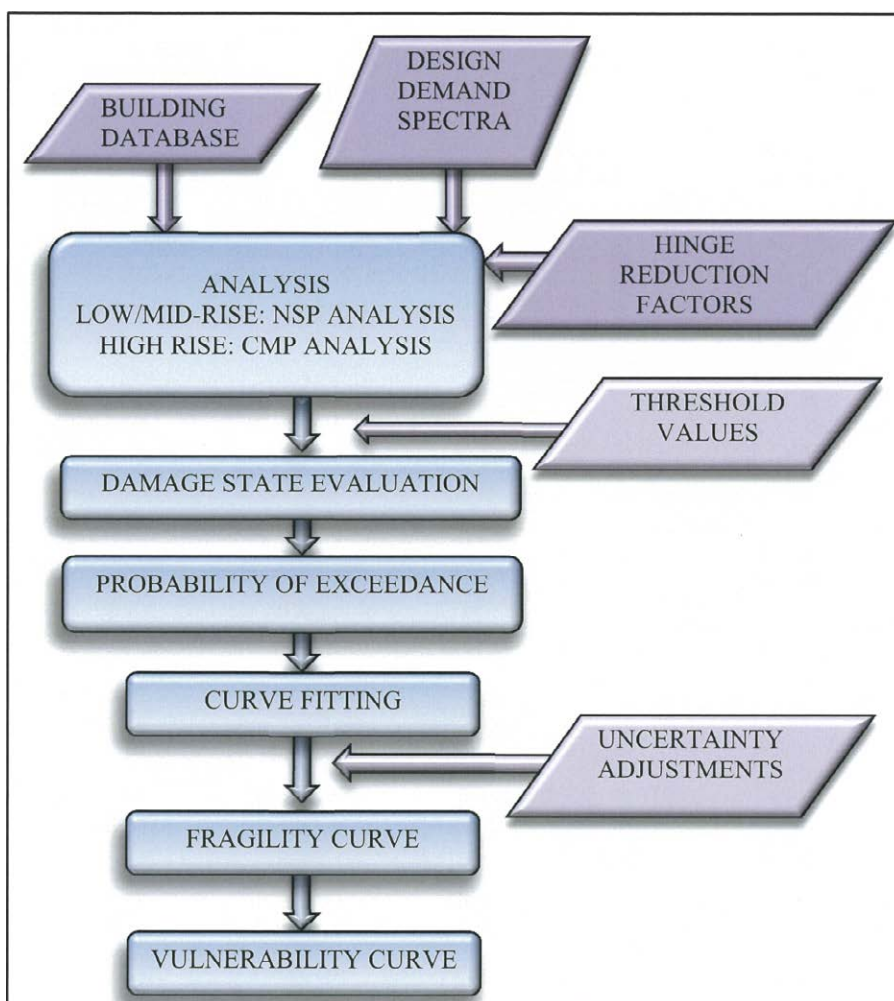 BUILDING
DATABASE
DESIGN
DEMAND
SPECTRA
HINGE
REDUCTION
FACTORS
ANALYSIS
LOW/MID-RISE: NSP ANALYSIS
HIGH RISE: CMP ANALYSIS
THRESHOLD
VALUES
DAMAGE STATE EVALUATION
PROBABILITY OF EXCEEDANCE
CURVE FITTING
UNCERTAINTY
ADJUSTMENTS
FRAGILITY CURVE
VULNERABILITY CURVE